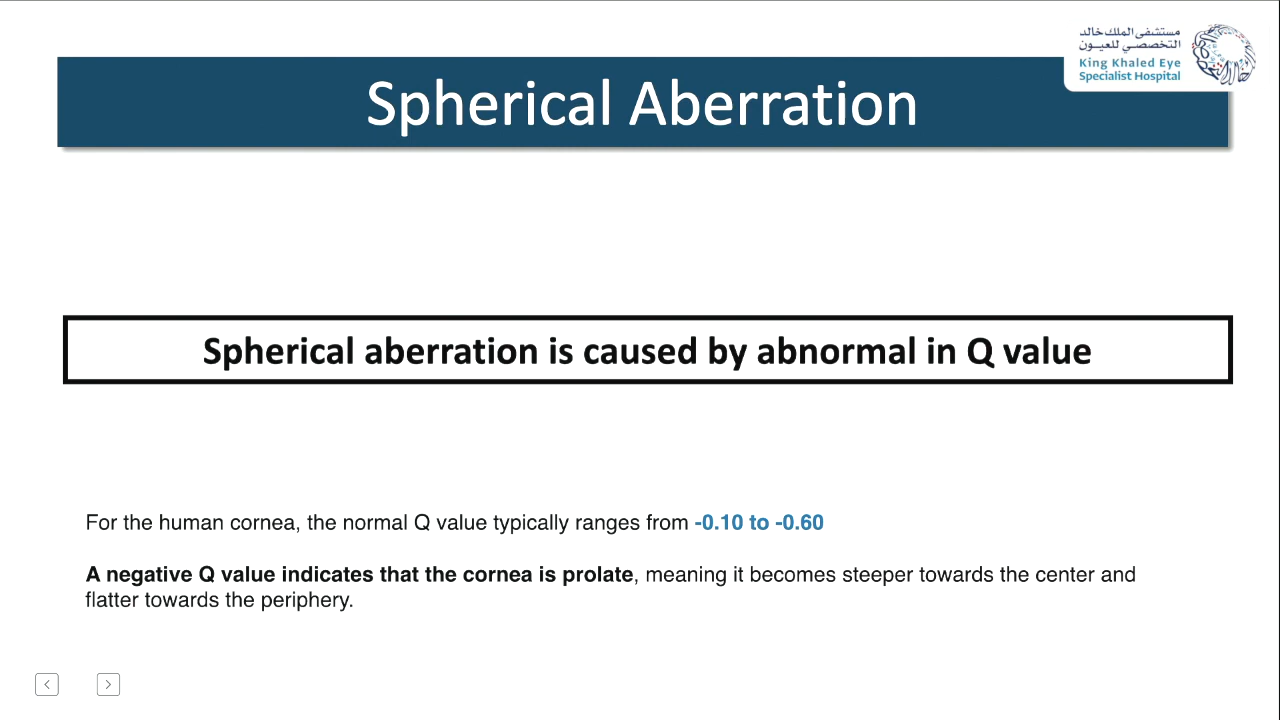 مستشفى الملك خالد
التخصصي للعيون
King Khaled Eye
Specialist Hospital
Spherical Aberration
Spherical aberration is caused by abnormal in Q value
For the human cornea, the normal Q value typically ranges from -0.10 to -0.60
A negative Q value indicates that the cornea is prolate, meaning it becomes steeper towards the center and
flatter towards the periphery.